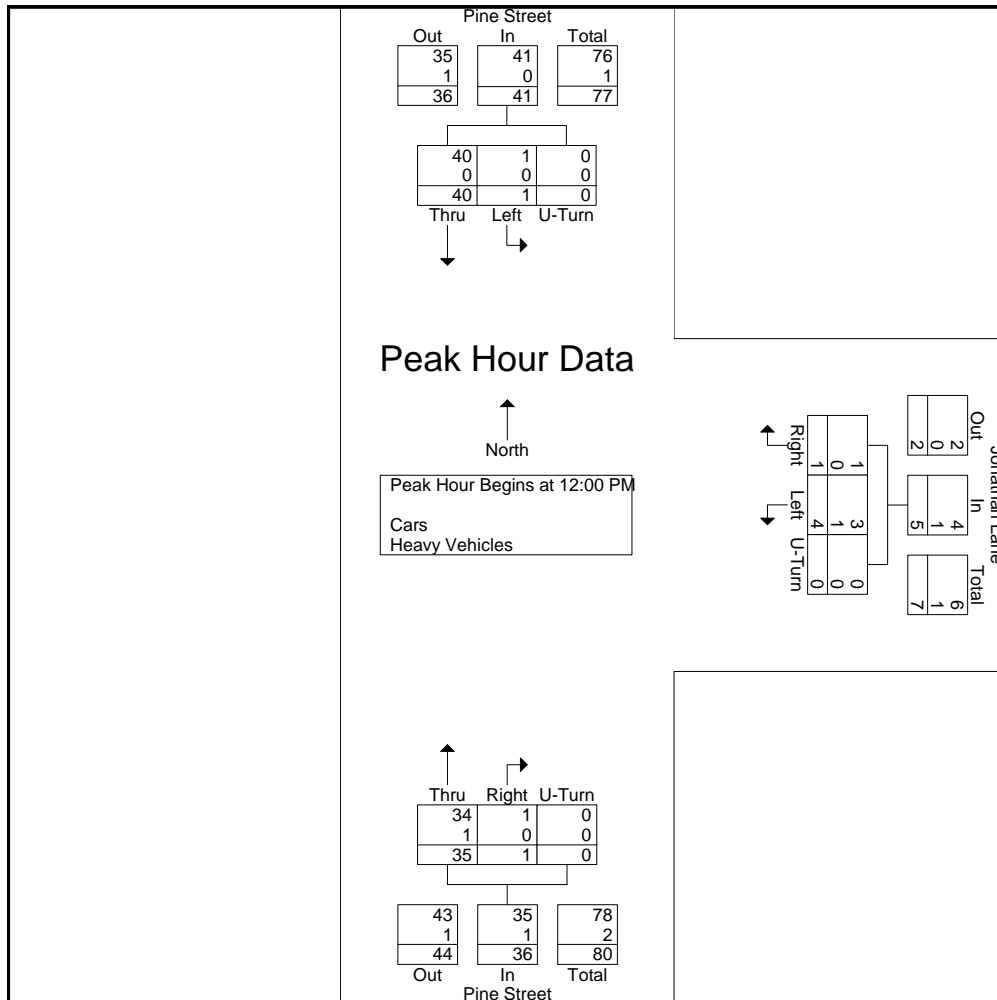 Pine Street
Out In Total
35 41 76
1 0 1
36 41 77
40 1 0
0 0 0
40 1 0
Thru Left U-Turn
Peak Hour Data
North
Peak Hour Begins at 12:00 PM
Cars
Heavy Vehicles
Jonathan Lane
Out In Total
2 4 6
0 1 1
2 5 7
1 3 0
0 1 0
1 4 0
Right Left U-Turn
Thru Right U-Turn
34 1 0
1 0 0
35 1 0
43 35 78
1 1 2
44 36 80
Out In Total
Pine Street